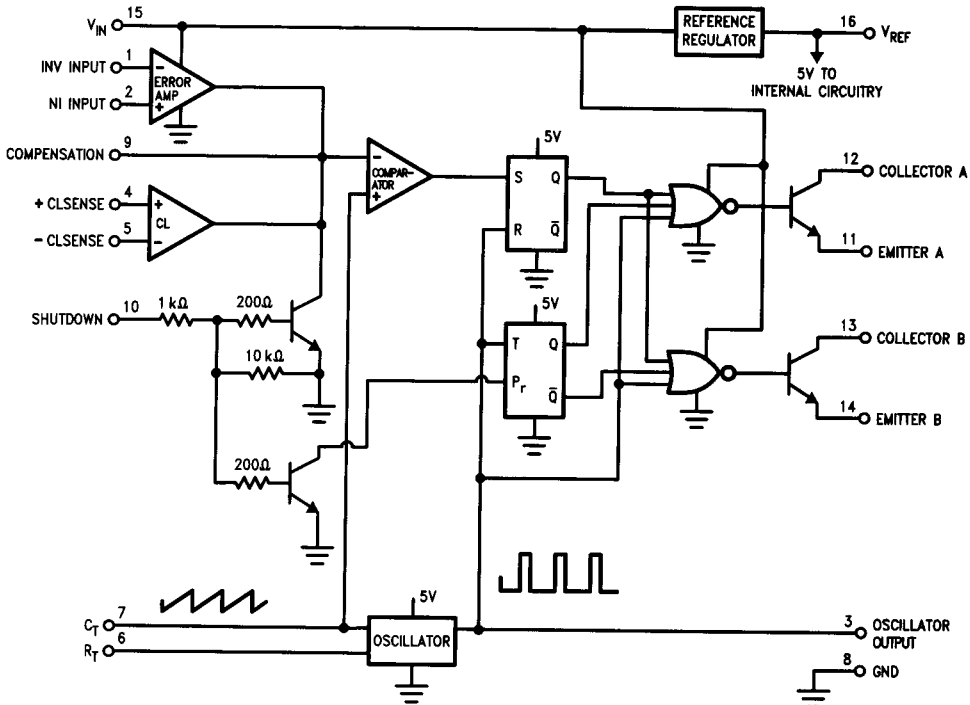 V_IN 15
REFERENCE
REGULATOR
16 V_REF
5V TO
INTERNAL CIRCUITRY
INV INPUT 1
−
ERROR
AMP
NI INPUT 2
+
COMPENSATION 9
−
COMPAR-
ATOR
+
+ CLSENSE 4
+
CL
− CLSENSE 5
−
5V
S Q
R Q̅
12 COLLECTOR A
11 EMITTER A
SHUTDOWN 10
1 kΩ
200Ω
10 kΩ
200Ω
5V
T Q
Pr Q̅
13 COLLECTOR B
14 EMITTER B
C_T 7
R_T 6
5V
OSCILLATOR
3 OSCILLATOR
OUTPUT
8 GND